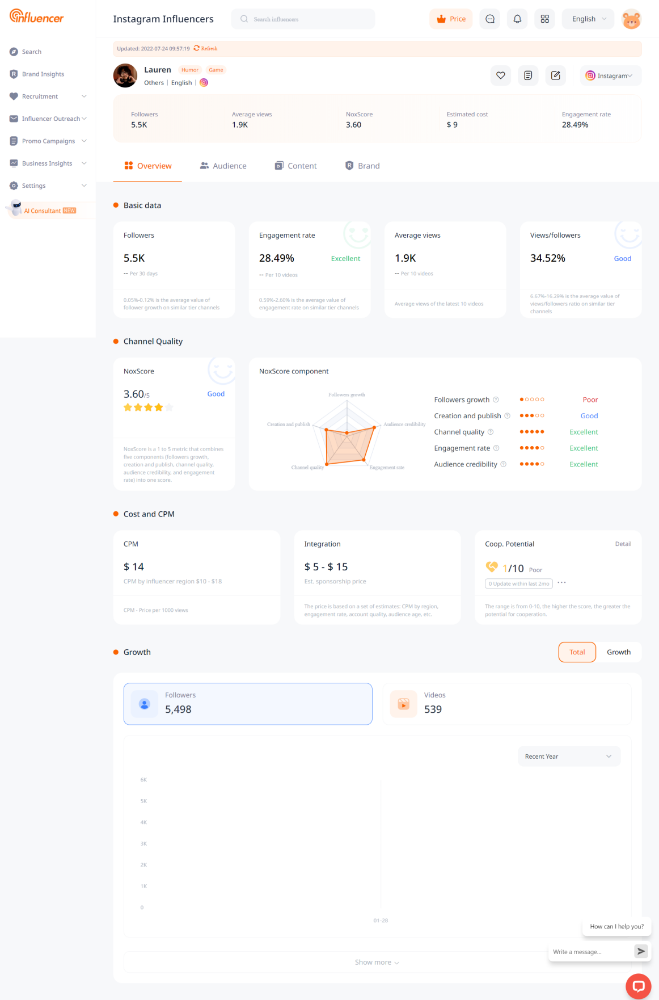 influencer
Instagram Influencers
Search influencers
Price
English
Search
Brand Insights
Recruitment
Influencer Outreach
Promo Campaigns
Business Insights
Settings
AI Consultant NEW
Updated: 2022-07-24 09:57:19 Refresh
Lauren Humor Game
Others | English |
Instagram
Followers
5.5K
Average views
1.9K
NoxScore
3.60
Estimated cost
$ 9
Engagement rate
28.49%
Overview
Audience
Content
Brand
Basic data
Followers
5.5K
-- Per 30 days
0.05%-0.12% is the average value of
follower growth on similar tier channels
Engagement rate
28.49% Excellent
-- Per 10 videos
0.59%-2.60% is the average value of
engagement rate on similar tier channels
Average views
1.9K
-- Per 10 videos
Average views of the latest 10 videos
Views/followers
34.52% Good
6.67%-16.29% is the average value of
views/followers ratio on similar tier
channels
Channel Quality
NoxScore
3.60/5 Good
NoxScore is a 1 to 5 metric that combines
five components (followers growth,
creation and publish, channel quality,
audience credibility, and engagement
rate) into one score.
NoxScore component
Followers growth
Creation and publish
Audience credibility
Channel quality
Engagement rate
Followers growth ? Poor
Creation and publish ? Good
Channel quality ? Excellent
Engagement rate ? Excellent
Audience credibility ? Excellent
Cost and CPM
CPM
$ 14
CPM by influencer region $10 - $18
CPM - Price per 1000 views
Integration
$ 5 - $ 15
Est. sponsorship price
The price is based on a set of estimates: CPM by region,
engagement rate, account quality, audience age, etc.
Coop. Potential Detail
1/10 Poor
0 Update within last 2mo ...
The range is from 0-10, the higher the score, the greater the
potential for cooperation.
Growth
Total Growth
Followers
5,498
Videos
539
Recent Year
6K
5K
4K
3K
2K
1K
0
01-28
Show more
How can I help you?
Write a message...